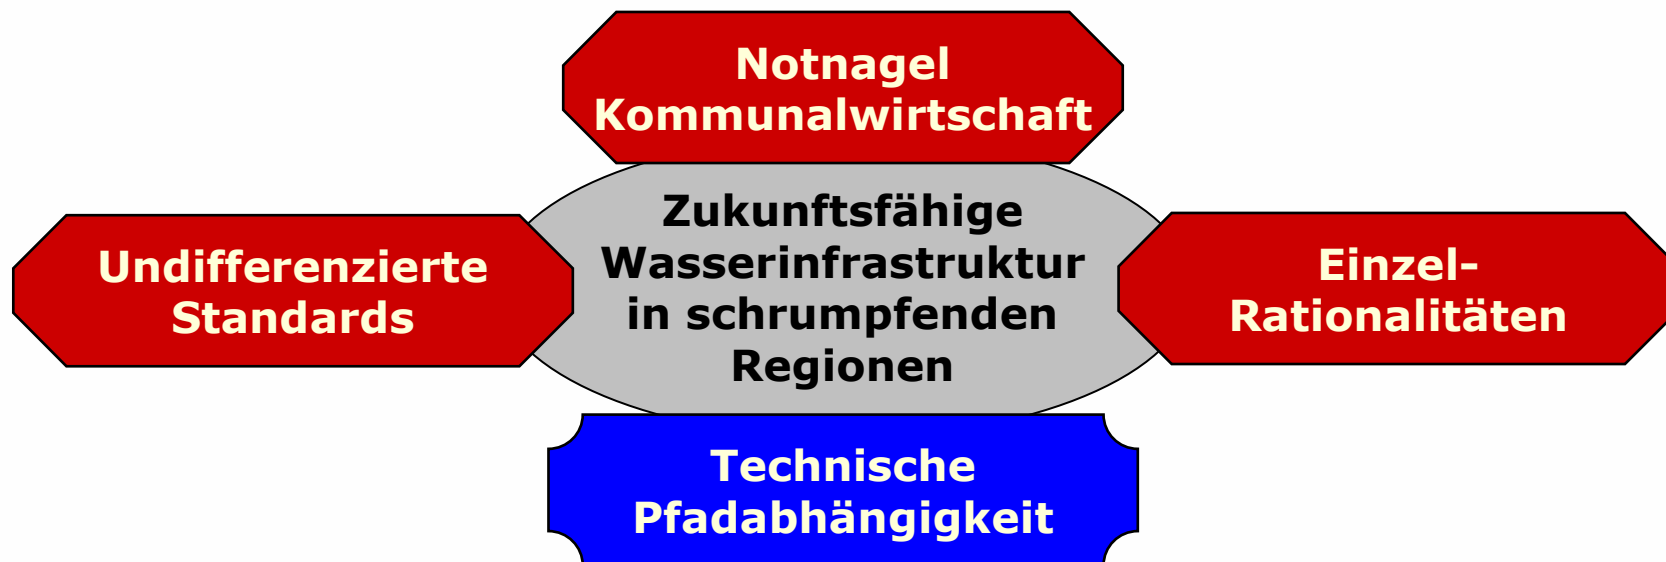 Notnagel
Kommunalwirtschaft
Zukunftsfähige
Wasserinfrastruktur
in schrumpfenden
Regionen
Undifferenzierte
Standards
Einzel-
Rationalitäten
Technische
Pfadabhängigkeit